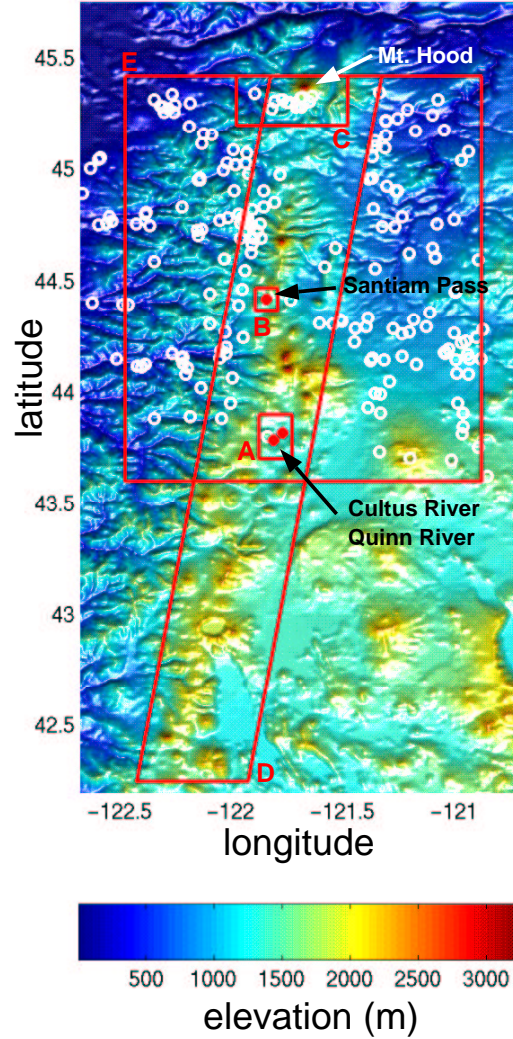 45.5
E
Mt. Hood
C
45
44.5
Santiam Pass
B
latitude
44
A
43.5
Cultus River
Quinn River
43
42.5
D
-122.5 -122 -121.5 -121
longitude
500 1000 1500 2000 2500 3000
elevation (m)